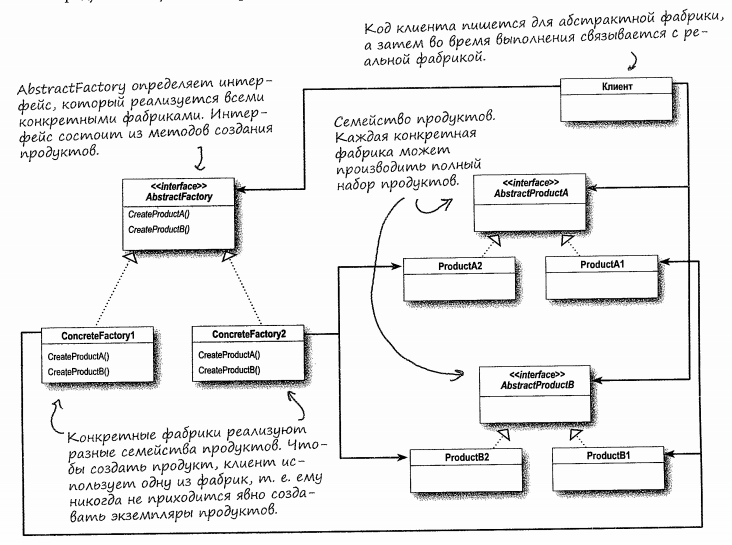 Код клиента пишется для абстрактной фабрики,
а затем во время выполнения связывается с ре-
альной фабрикой.
AbstractFactory определяет интер-
фейс, который реализуется всеми
конкретными фабриками. Интер-
фейс состоит из методов создания
продуктов.
Клиент
Семейство продуктов.
Каждая конкретная
фабрика может
производить полный
набор продуктов.
<<interface>>
AbstractFactory
CreateProductA()
CreateProductB()
<<interface>>
AbstractProductA
ProductA2
ProductA1
ConcreteFactory1
CreateProductA()
CreateProductB()
ConcreteFactory2
CreateProductA()
CreateProductB()
<<interface>>
AbstractProductB
ProductB2
ProductB1
Конкретные фабрики реализуют
разные семейства продуктов. Что-
бы создать продукт, клиент ис-
пользует одну из фабрик, т. е. ему
никогда не приходится явно созда-
вать экземпляры продуктов.